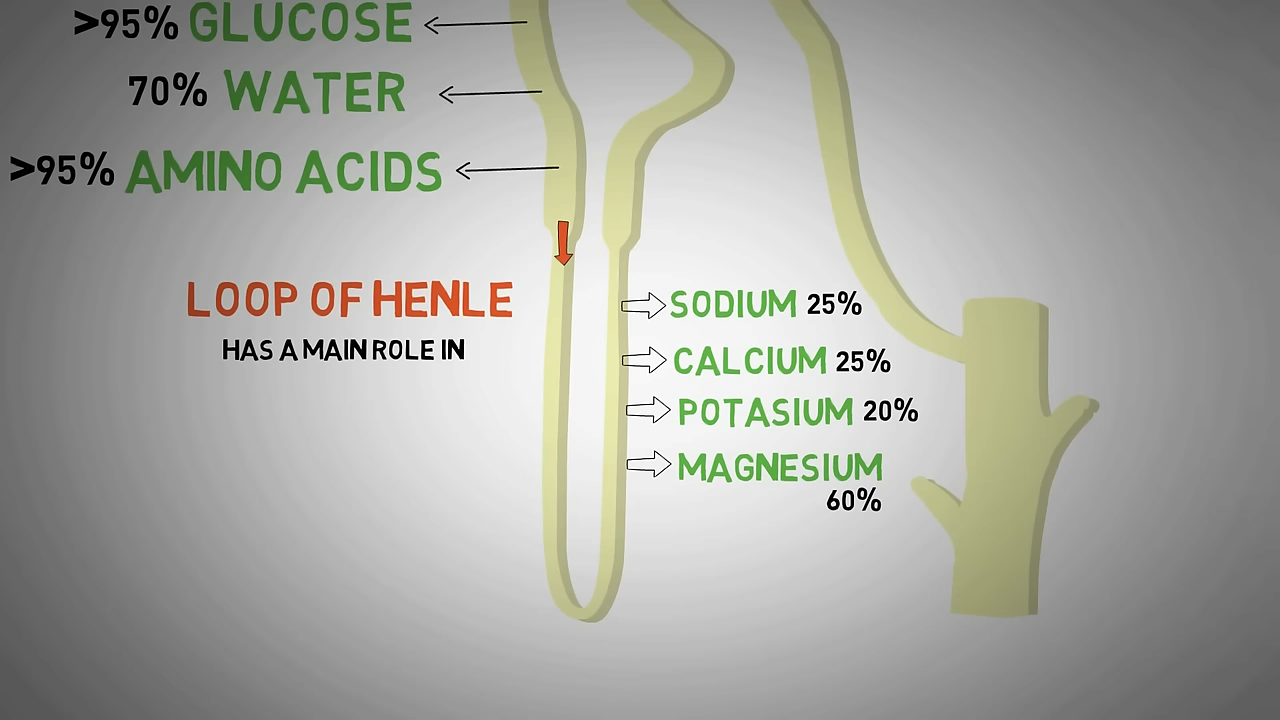 >95% GLUCOSE
70% WATER
>95% AMINO ACIDS
LOOP OF HENLE
HAS A MAIN ROLE IN
SODIUM 25%
CALCIUM 25%
POTASIUM 20%
MAGNESIUM
60%